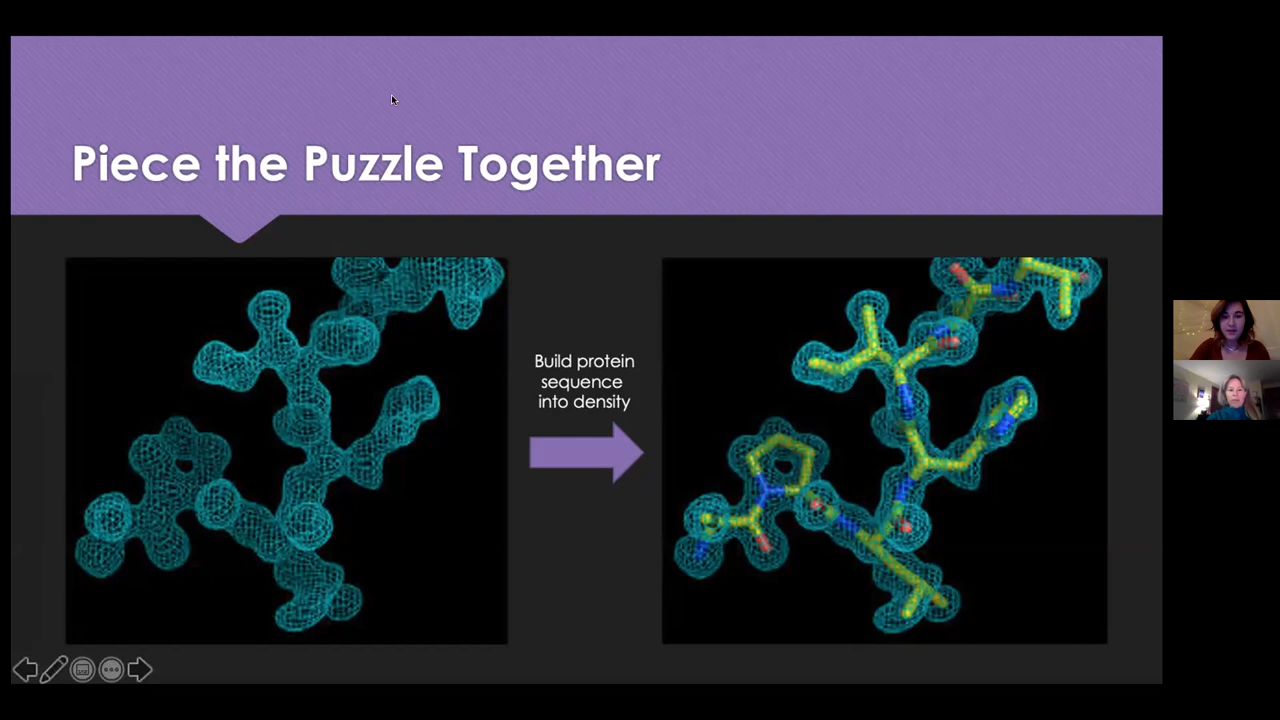 Piece the Puzzle Together
Build protein
sequence
into density